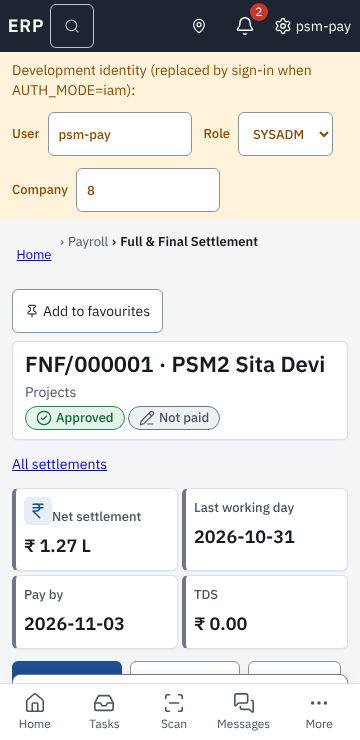 ERP
2
psm-pay
Development identity (replaced by sign-in when
AUTH_MODE=iam):
User psm-pay Role SYSADM
Company 8
Home › Payroll › Full & Final Settlement
Add to favourites
FNF/000001 · PSM2 Sita Devi
Projects
Approved Not paid
All settlements
₹ Net settlement
₹ 1.27 L
Last working day
2026-10-31
Pay by
2026-11-03
TDS
₹ 0.00
Home Tasks Scan Messages More